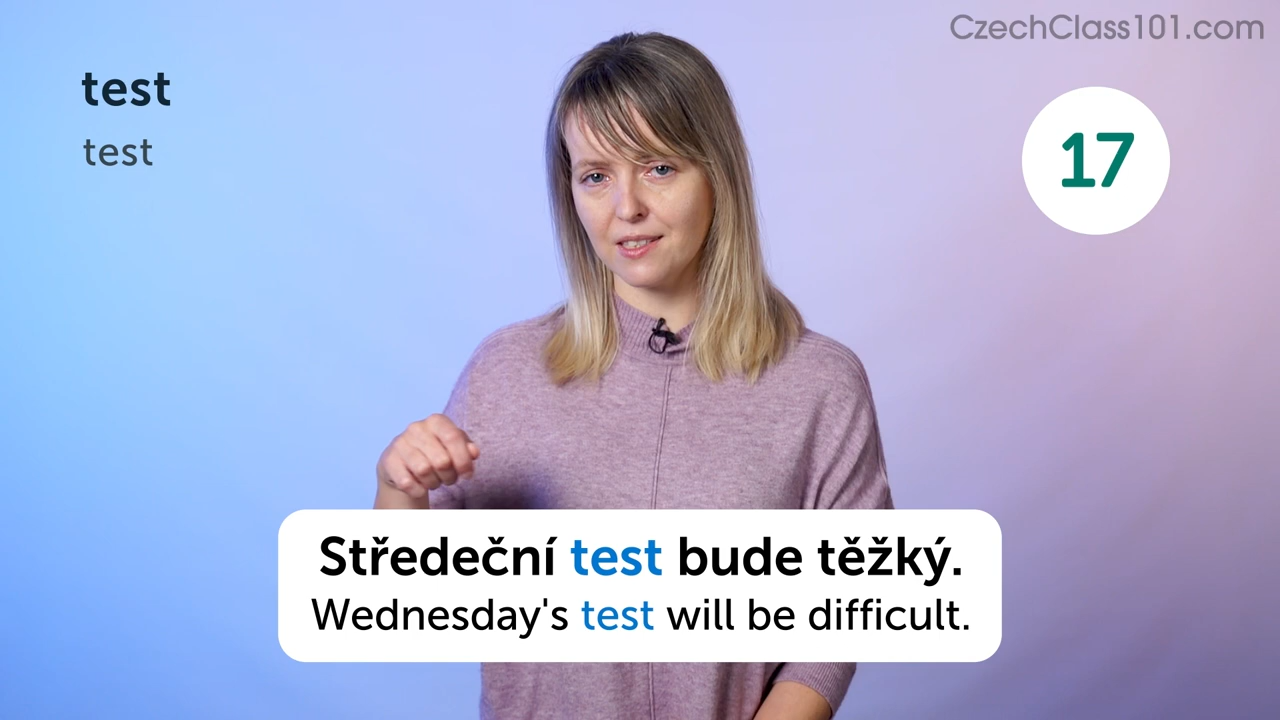 CzechClass101.com
test
test
17
Středeční test bude těžký.
Wednesday's test will be difficult.